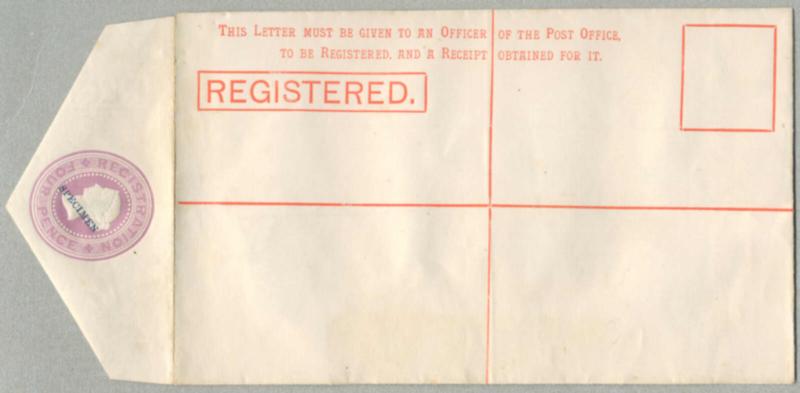 THIS LETTER MUST BE GIVEN TO AN OFFICER OF THE POST OFFICE,
TO BE REGISTERED, AND A RECEIPT OBTAINED FOR IT.
REGISTERED.
REGISTRATION FOUR PENCE
SPECIMEN